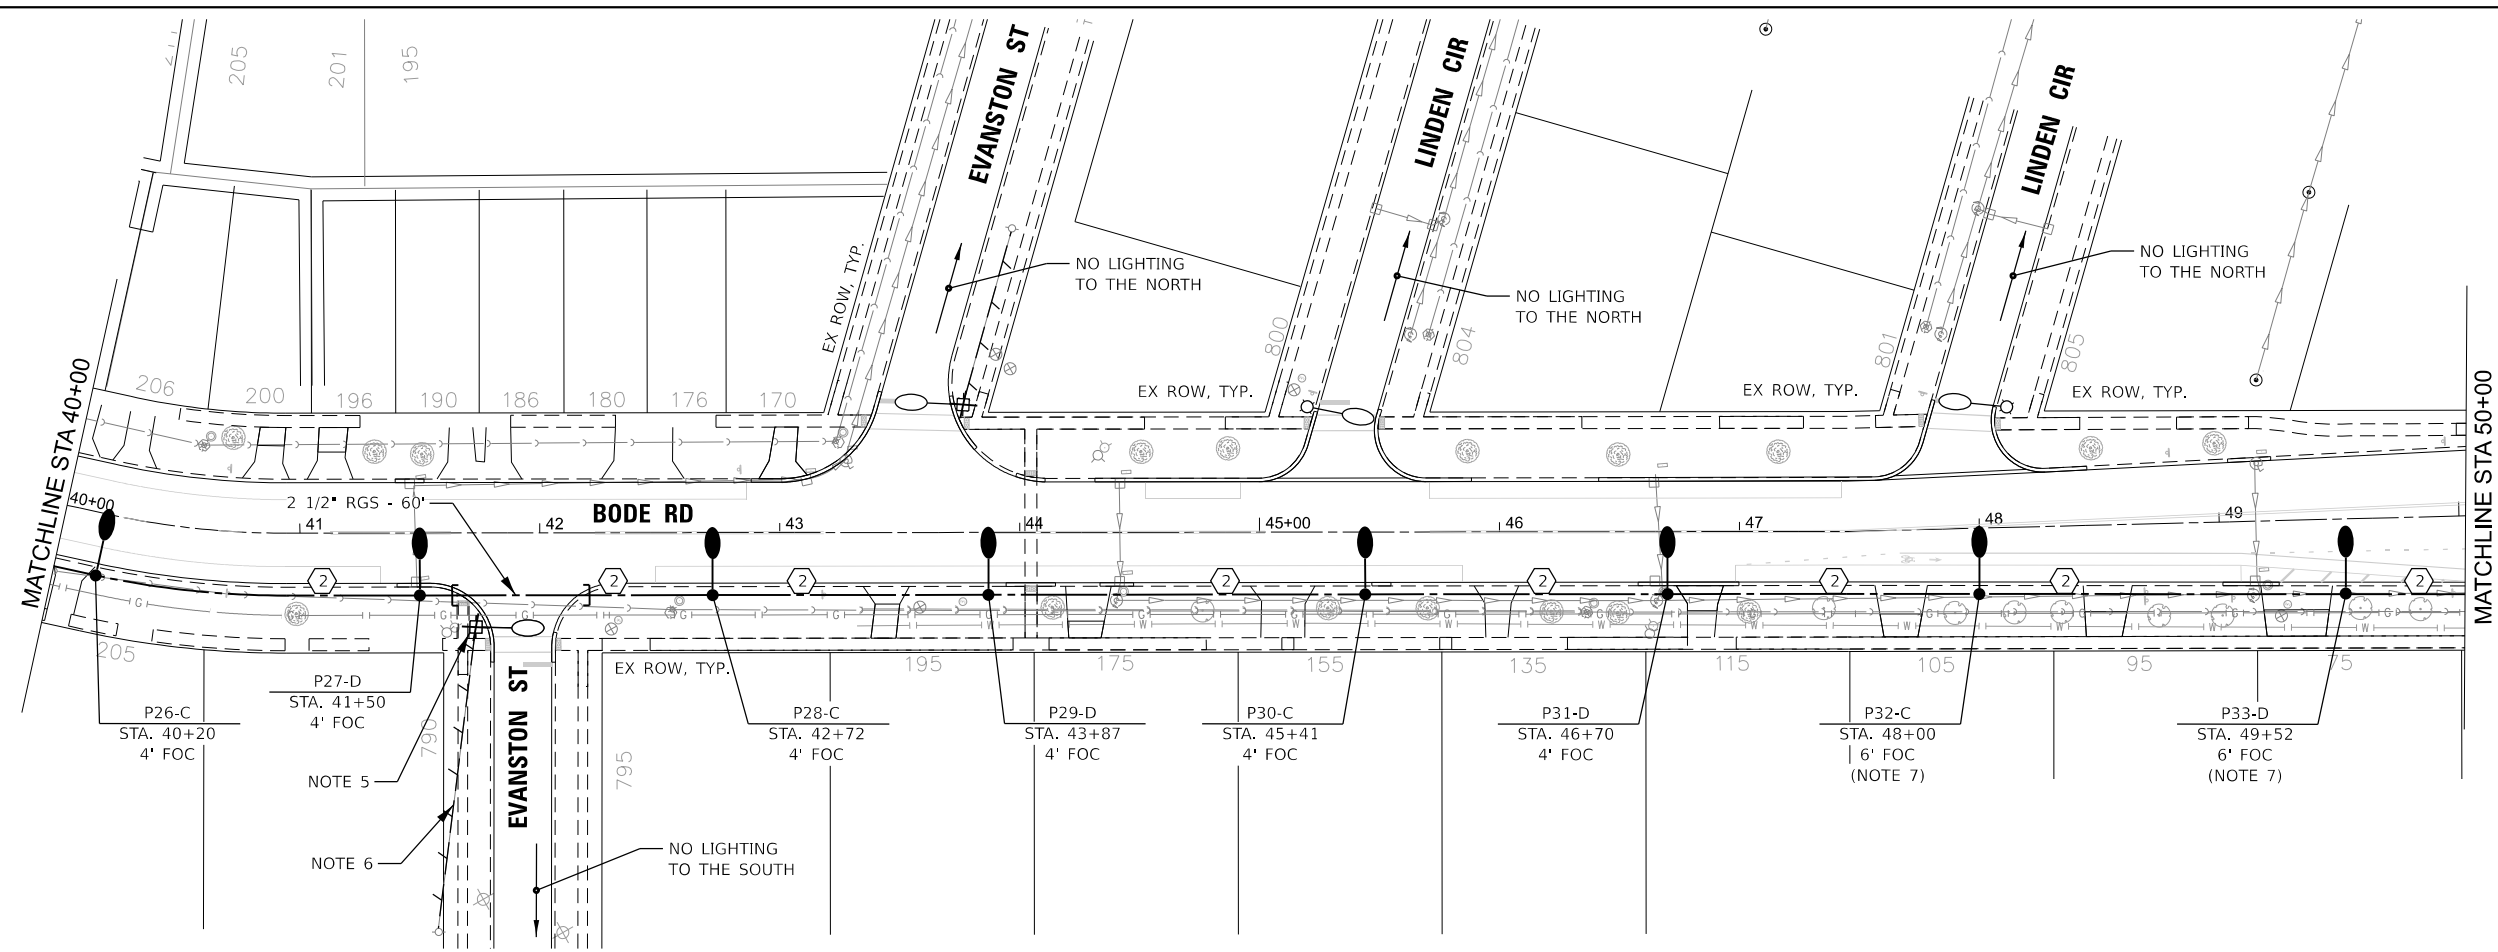 205
201
195
EVANSTON ST
LINDEN CIR
LINDEN CIR
NO LIGHTING
TO THE NORTH
NO LIGHTING
TO THE NORTH
NO LIGHTING
TO THE NORTH
EX ROW, TYP.
800
804
801
805
MATCHLINE STA 40+00
206
200
196
190
186
180
176
170
EX ROW, TYP.
EX ROW, TYP.
EX ROW, TYP.
MATCHLINE STA 50+00
40+00
2 1/2" RGS - 60'
BODE RD
41
42
43
44
45+00
46
47
48
49
2
2
2
2
2
2
2
2
205
EX ROW, TYP.
195
175
155
135
115
105
95
75
P26-C
STA. 40+20
4' FOC
P27-D
STA. 41+50
4' FOC
P28-C
STA. 42+72
4' FOC
P29-D
STA. 43+87
4' FOC
P30-C
STA. 45+41
4' FOC
P31-D
STA. 46+70
4' FOC
P32-C
STA. 48+00
6' FOC
(NOTE 7)
P33-D
STA. 49+52
6' FOC
(NOTE 7)
790
EVANSTON ST
795
NOTE 5
NOTE 6
NO LIGHTING
TO THE SOUTH